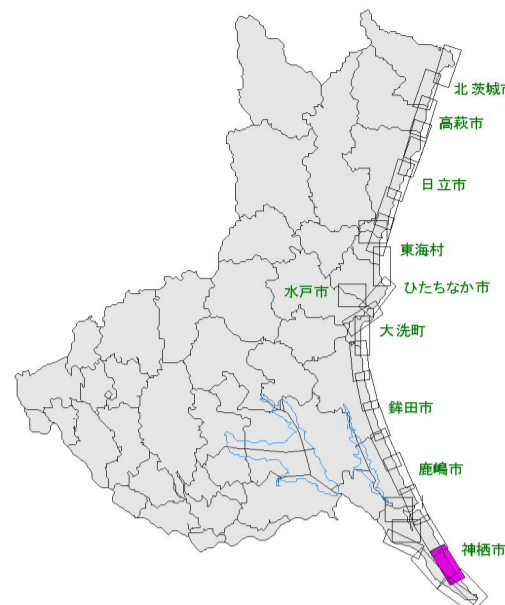 北茨城市
高萩市
日立市
東海村
水戸市
ひたちなか市
大洗町
鉾田市
鹿嶋市
神栖市